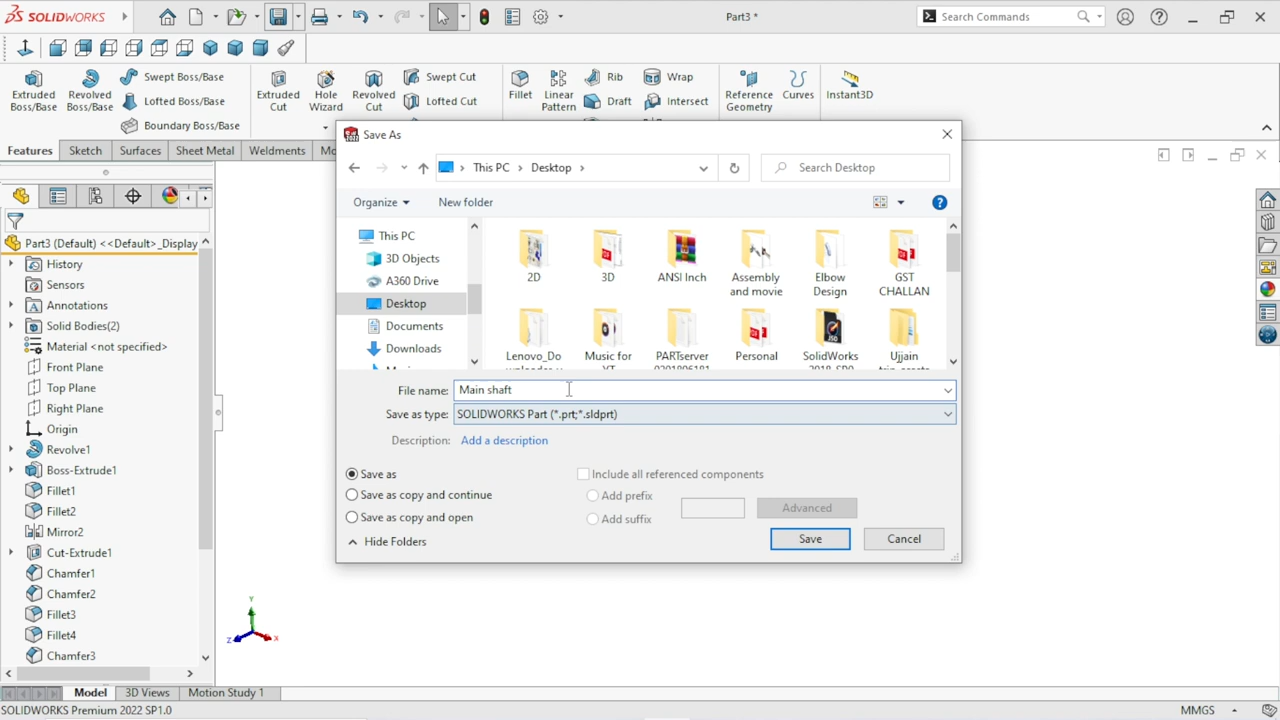 SOLIDWORKS
Part3 *
Search Commands
Extruded Boss/Base
Revolved Boss/Base
Swept Boss/Base
Lofted Boss/Base
Boundary Boss/Base
Extruded Cut
Hole Wizard
Revolved Cut
Swept Cut
Lofted Cut
Fillet
Linear Pattern
Rib
Draft
Wrap
Intersect
Reference Geometry
Curves
Instant3D
Features
Sketch
Surfaces
Sheet Metal
Weldments
Mo
Save As
This PC > Desktop >
Search Desktop
Organize
New folder
This PC
3D Objects
A360 Drive
Desktop
Documents
Downloads
2D
3D
ANSI Inch
Assembly and movie
Elbow Design
GST CHALLAN
Lenovo_Do
Music for
PARTserver
Personal
SolidWorks
Ujjain
File name: Main shaft
Save as type: SOLIDWORKS Part (*.prt;*.sldprt)
Description: Add a description
Save as
Save as copy and continue
Save as copy and open
Include all referenced components
Add prefix
Add suffix
Advanced
Hide Folders
Save
Cancel
Part3 (Default) <<Default>_Display
History
Sensors
Annotations
Solid Bodies(2)
Material <not specified>
Front Plane
Top Plane
Right Plane
Origin
Revolve1
Boss-Extrude1
Fillet1
Fillet2
Mirror2
Cut-Extrude1
Chamfer1
Chamfer2
Fillet3
Fillet4
Chamfer3
Y
Z
X
Model
3D Views
Motion Study 1
SOLIDWORKS Premium 2022 SP1.0
MMGS